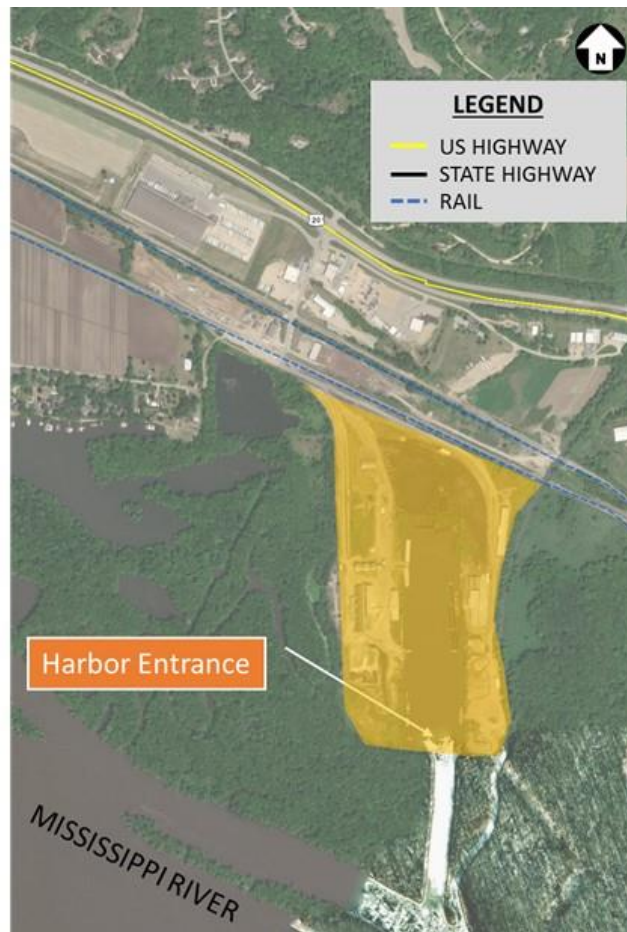 N
LEGEND
US HIGHWAY
STATE HIGHWAY
RAIL
20
Harbor Entrance
MISSISSIPPI RIVER